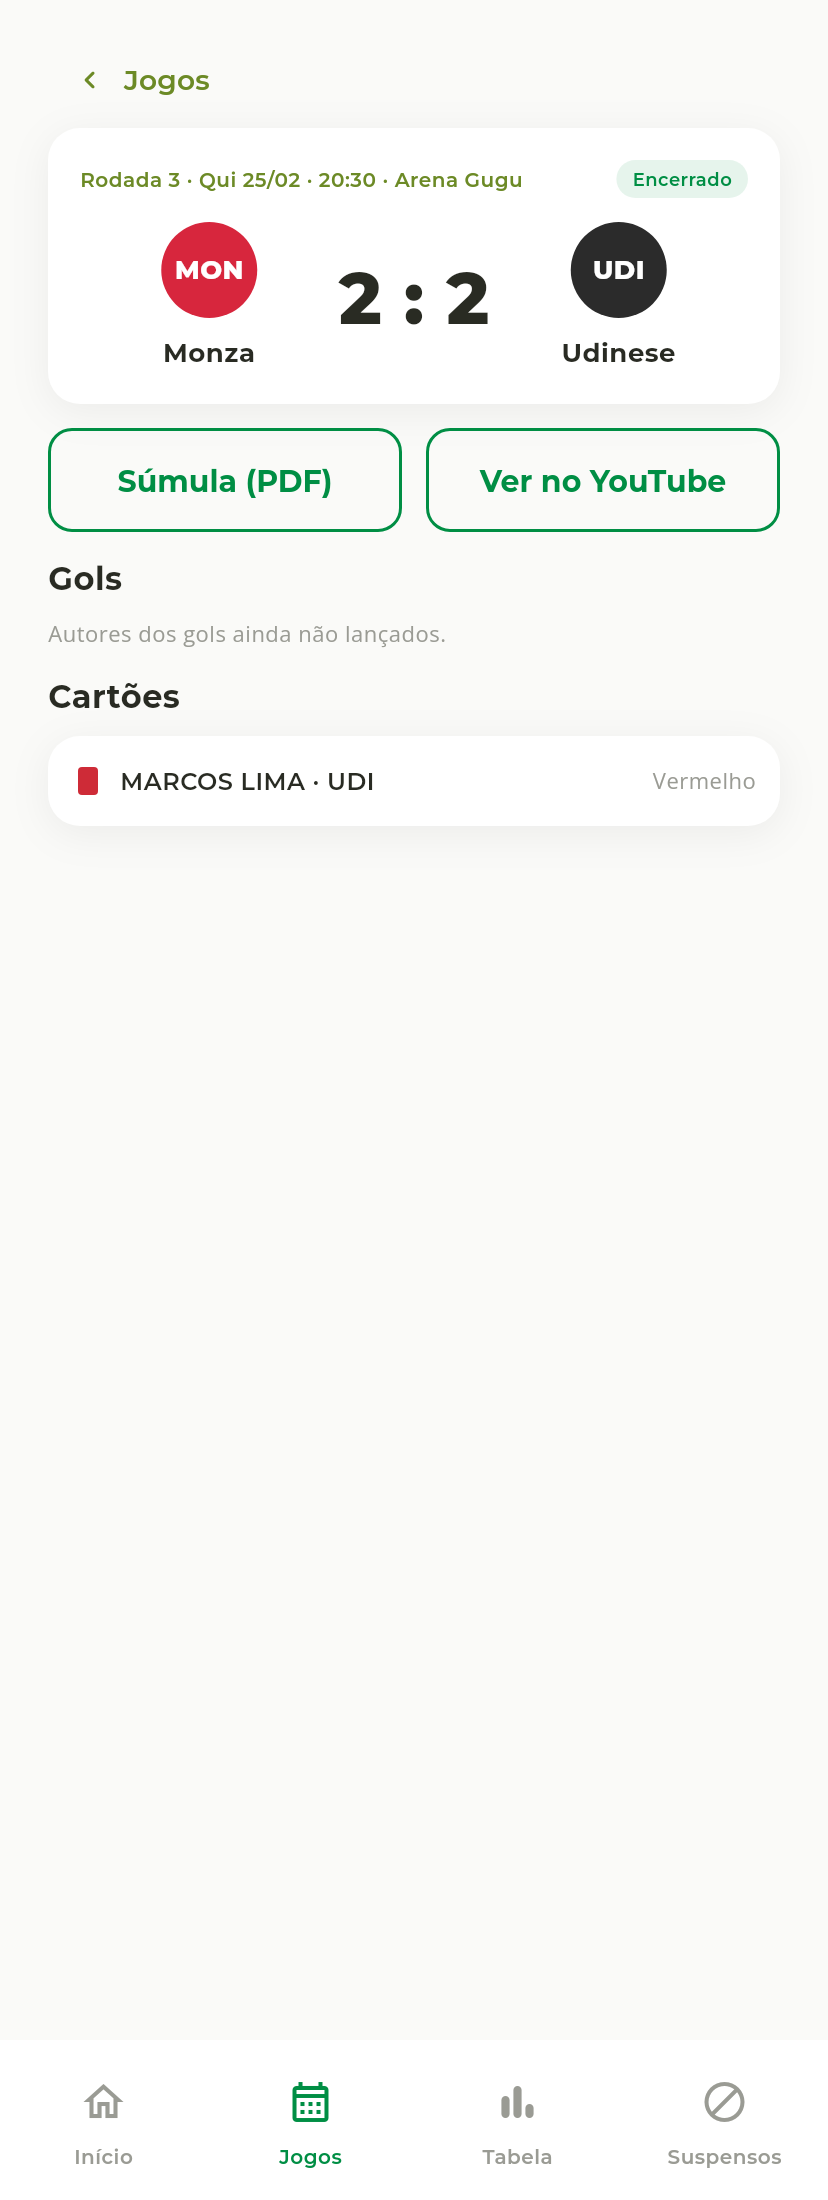 Jogos
Rodada 3 · Qui 25/02 · 20:30 · Arena Gugu
Encerrado
MON
2 : 2
UDI
Monza
Udinese
Súmula (PDF)
Ver no YouTube
Gols
Autores dos gols ainda não lançados.
Cartões
MARCOS LIMA · UDI
Vermelho
Início
Jogos
Tabela
Suspensos